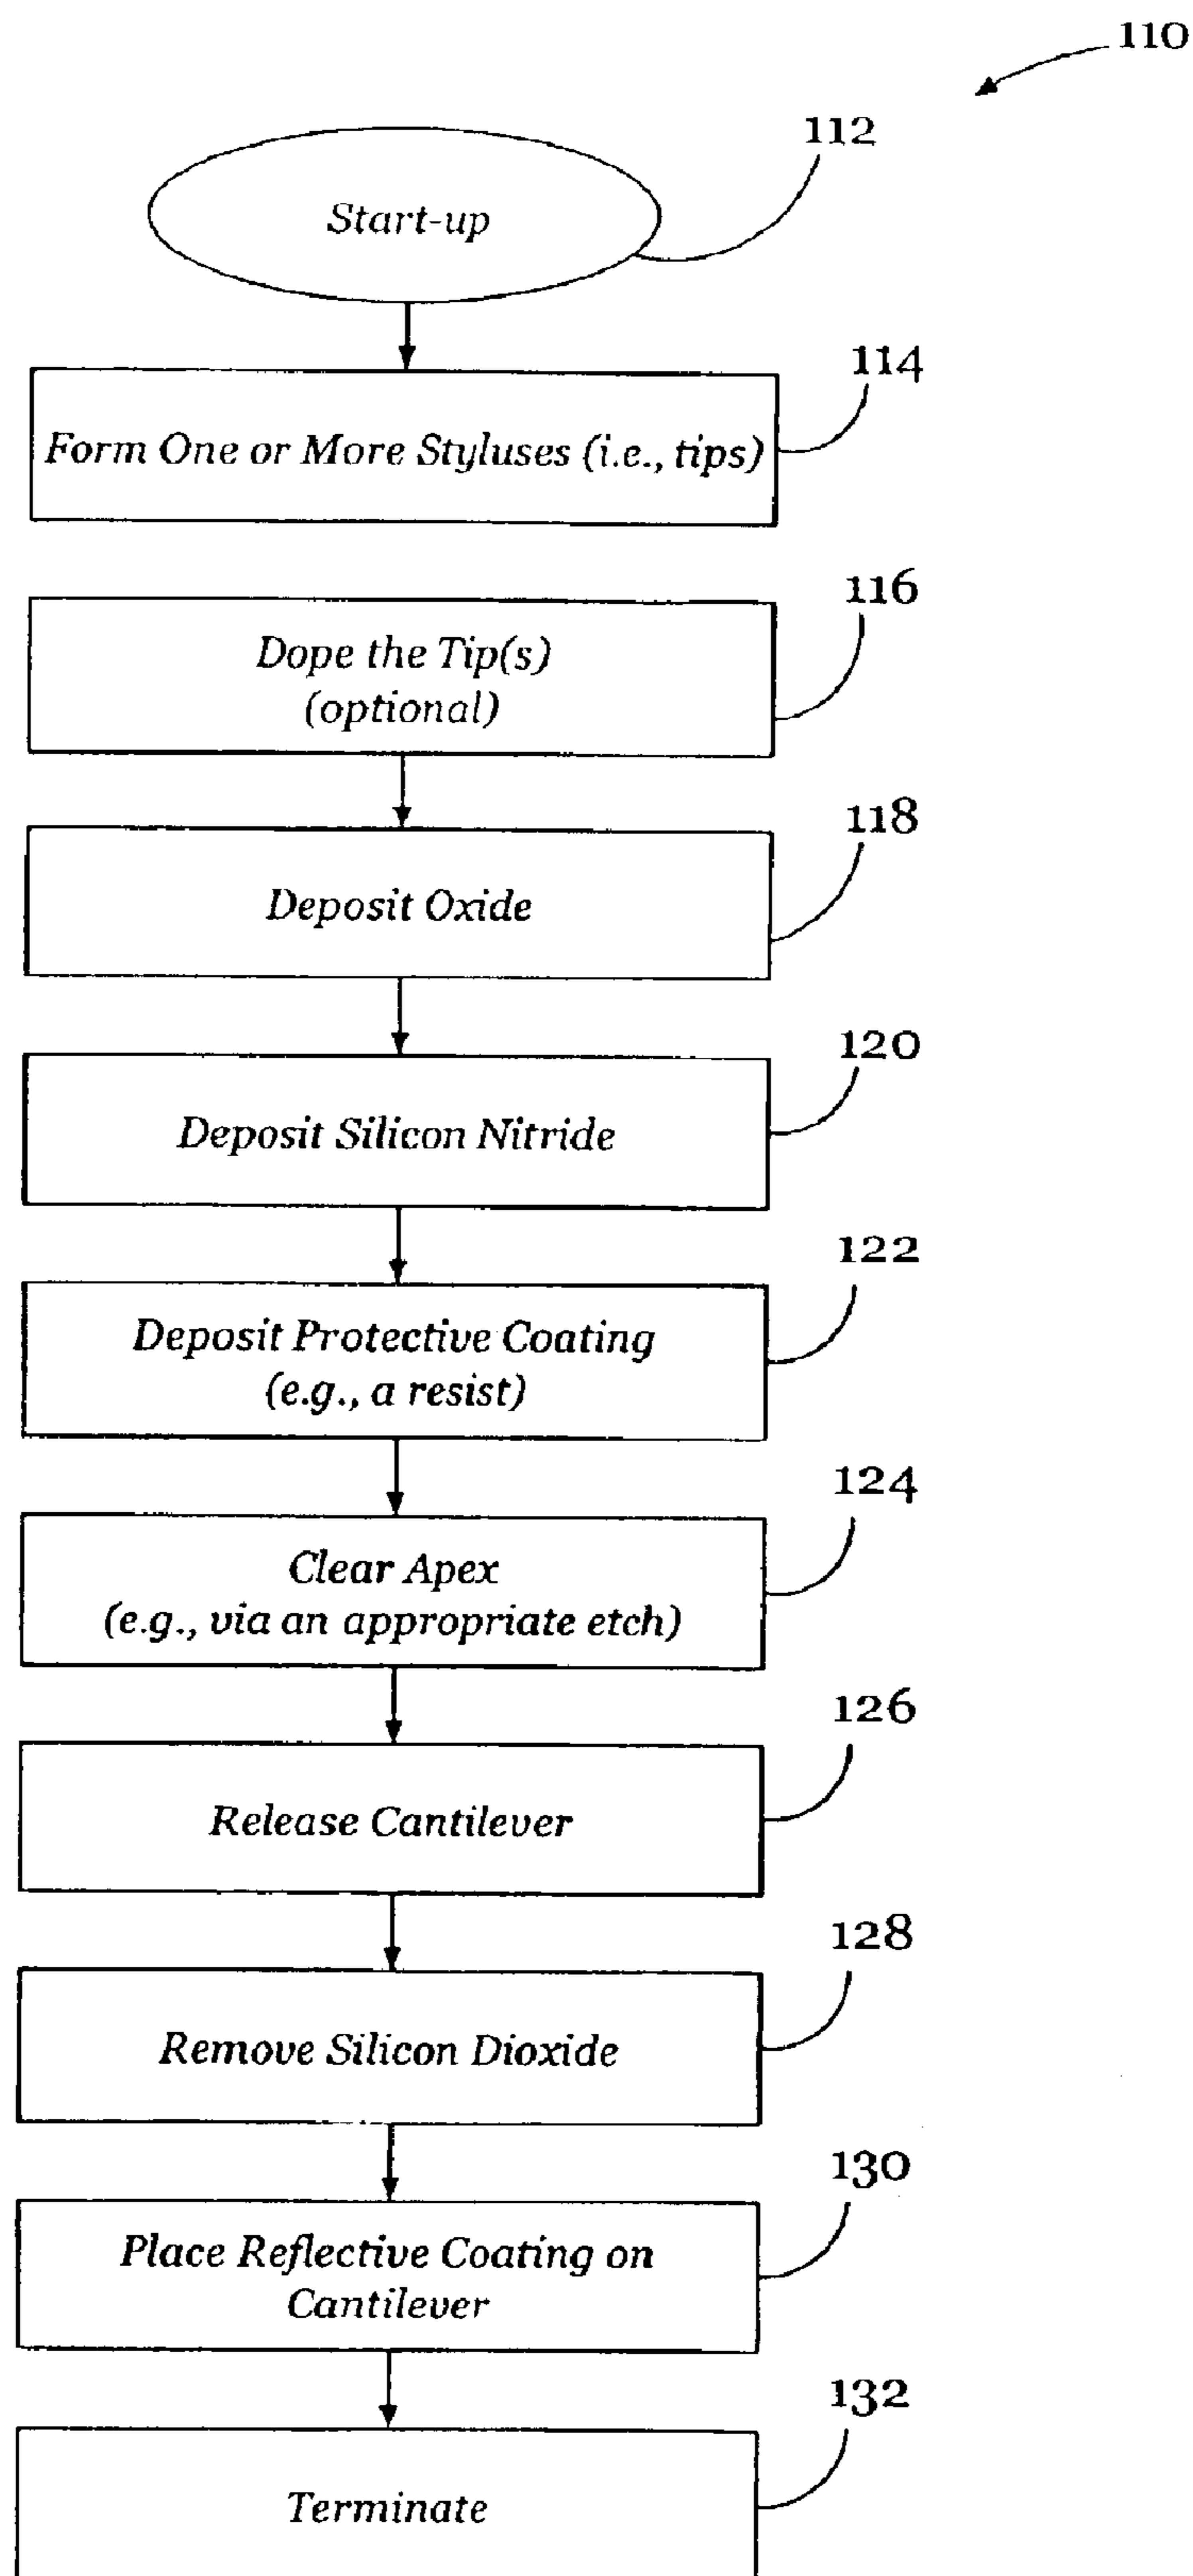 110
112
Start-up
114
Form One or More Styluses (i.e., tips)
116
Dope the Tip(s)
(optional)
118
Deposit Oxide
120
Deposit Silicon Nitride
122
Deposit Protective Coating
(e.g., a resist)
124
Clear Apex
(e.g., via an appropriate etch)
126
Release Cantilever
128
Remove Silicon Dioxide
130
Place Reflective Coating on
Cantilever
132
Terminate